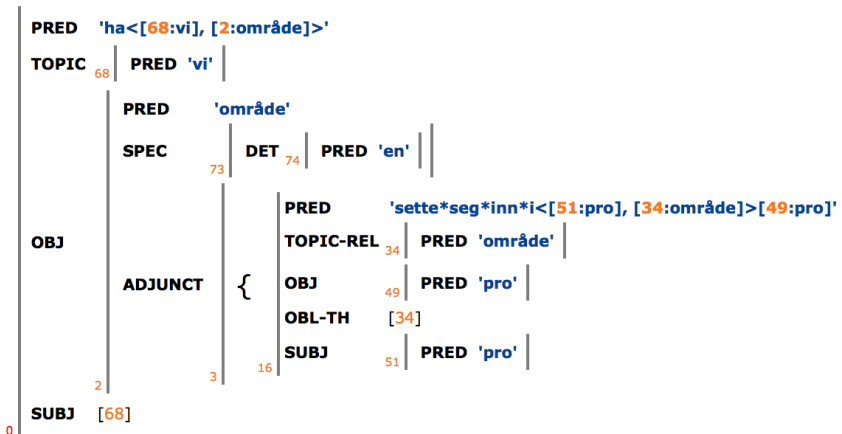 PRED 'ha<[68:vi], [2:område]>'
TOPIC 68 PRED 'vi'
PRED 'område'
SPEC 73 DET 74 PRED 'en'
PRED 'sette*seg*inn*i<[51:pro], [34:område]>[49:pro]'
TOPIC-REL 34 PRED 'område'
OBJ ADJUNCT { OBJ 49 PRED 'pro'
OBL-TH [34]
16 SUBJ 51 PRED 'pro'
2 3
0 SUBJ [68]